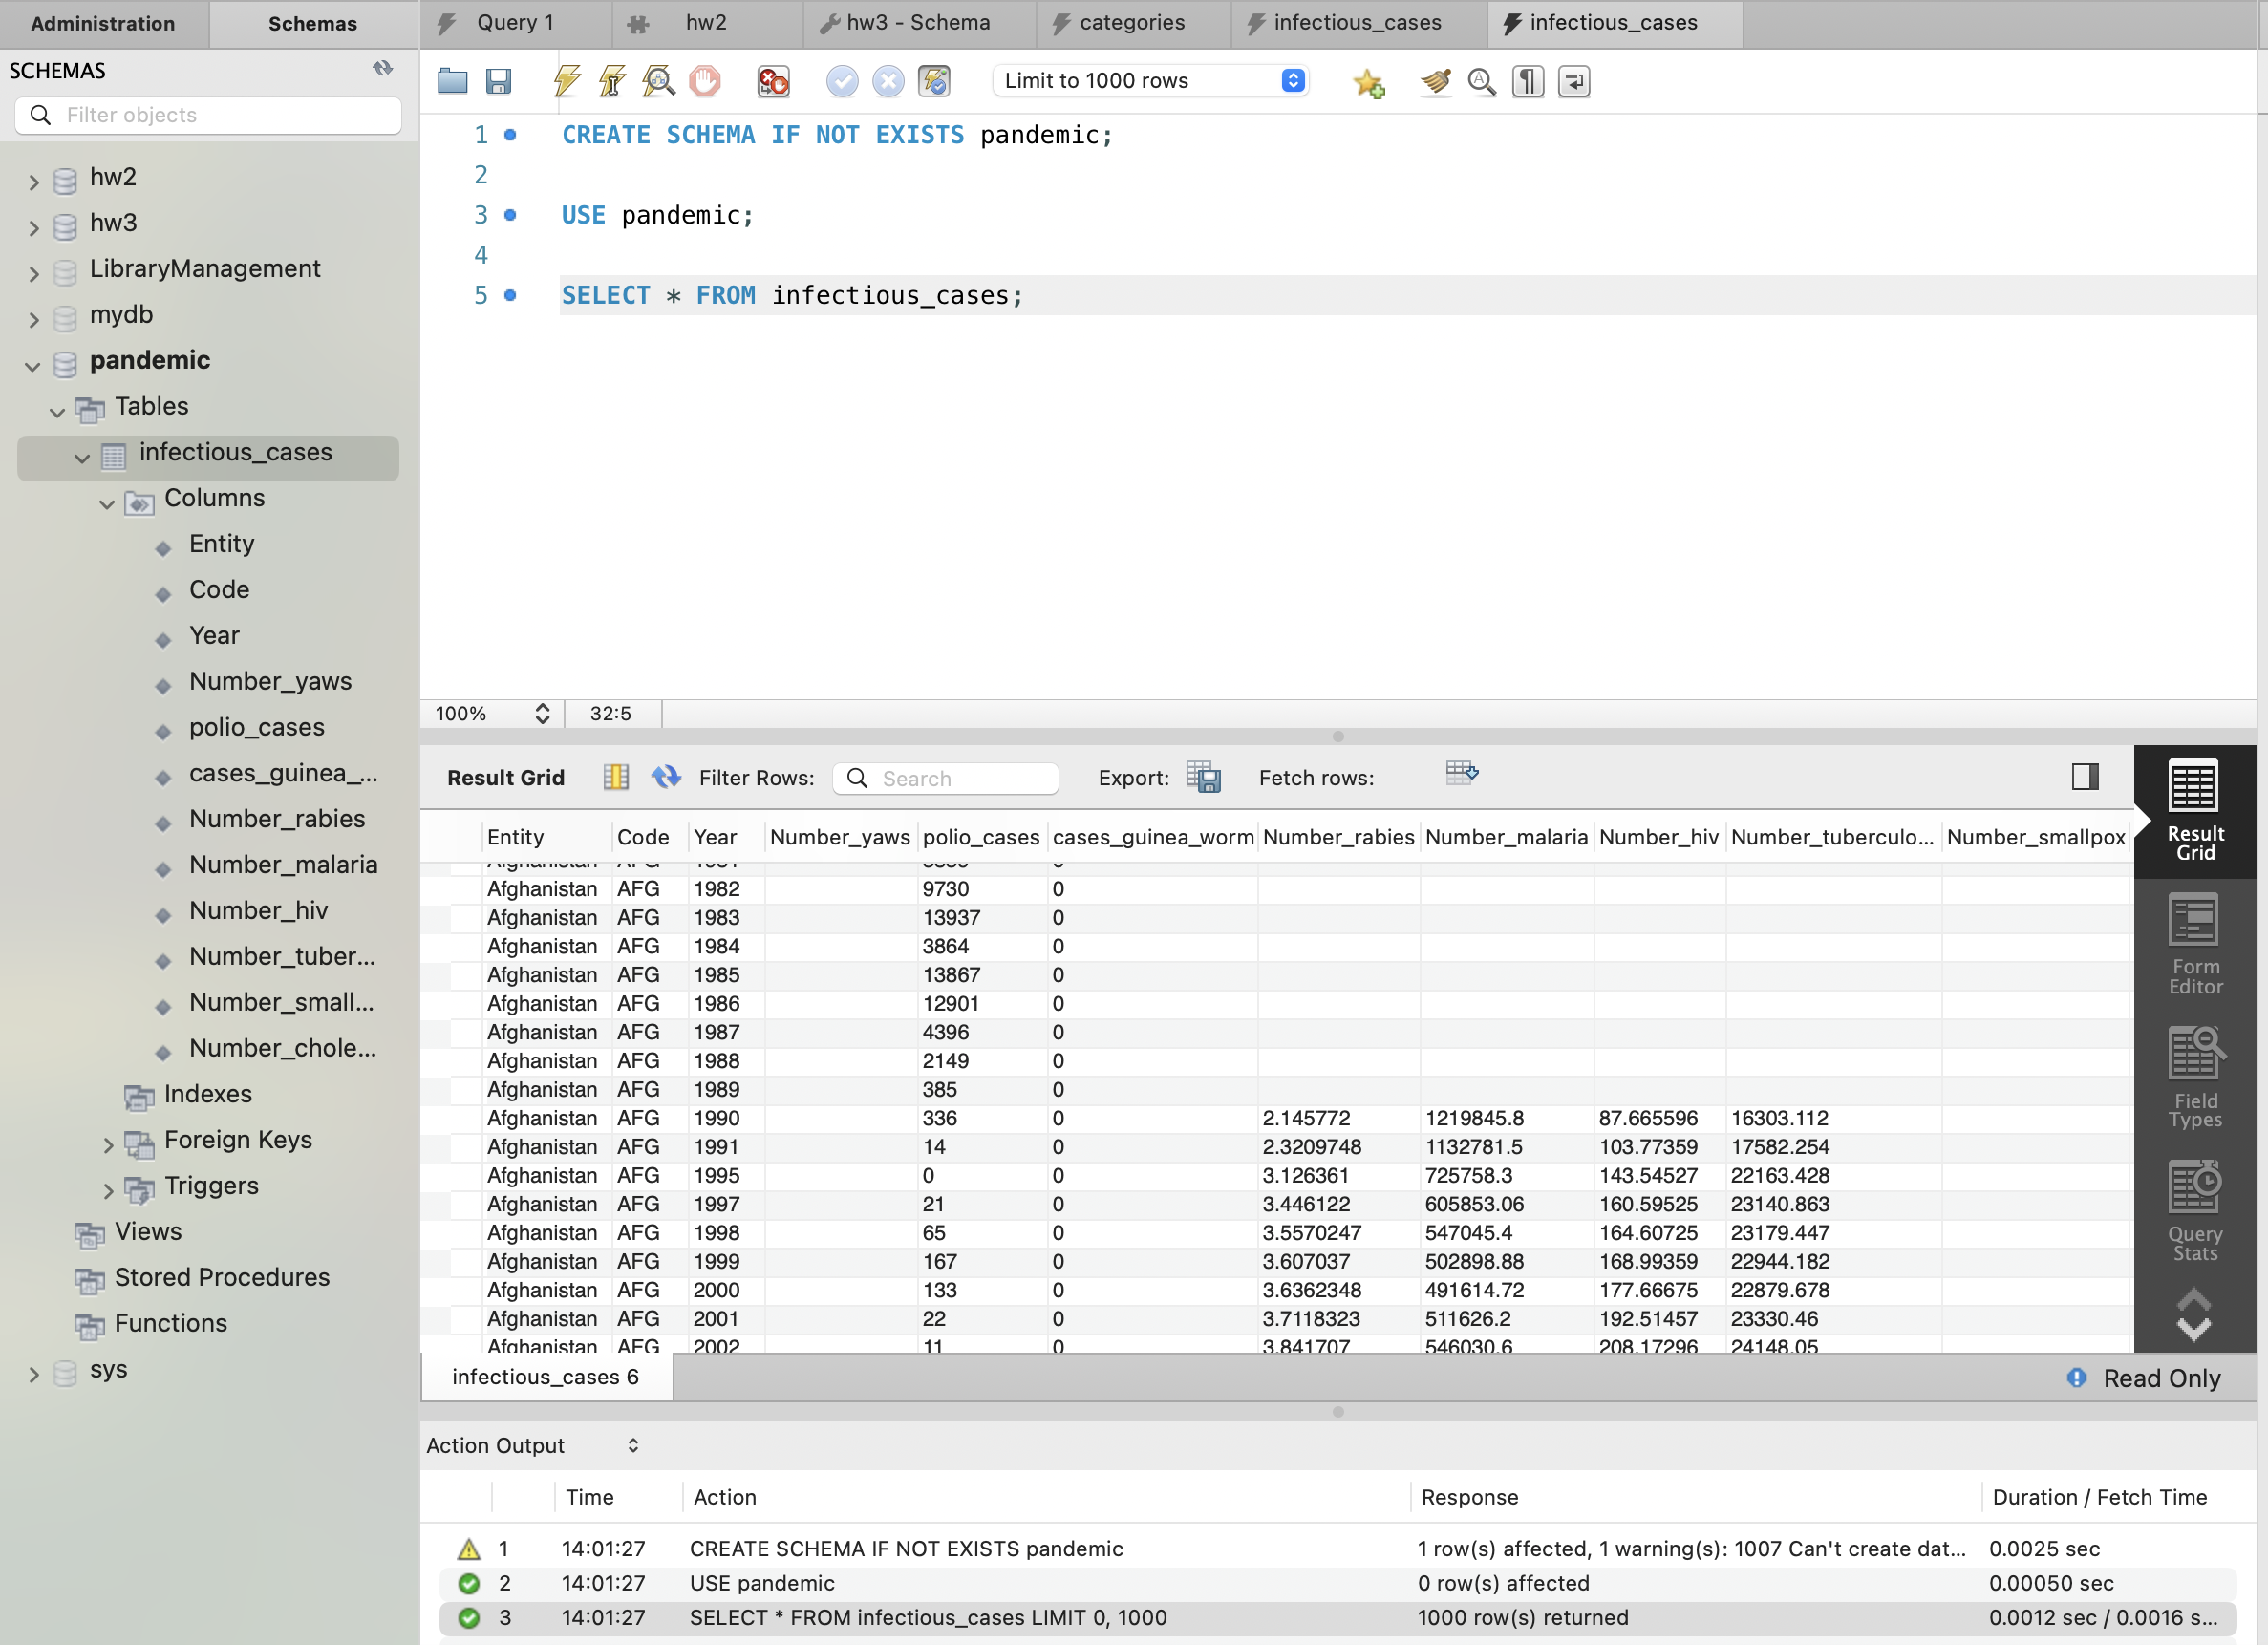 Administration Schemas
Query 1 hw2 hw3 - Schema categories infectious_cases infectious_cases
SCHEMAS
Filter objects
hw2
hw3
LibraryManagement
mydb
pandemic
Tables
infectious_cases
Columns
Entity
Code
Year
Number_yaws
polio_cases
cases_guinea_...
Number_rabies
Number_malaria
Number_hiv
Number_tuber...
Number_small...
Number_chole...
Indexes
Foreign Keys
Triggers
Views
Stored Procedures
Functions
sys
Limit to 1000 rows
1 CREATE SCHEMA IF NOT EXISTS pandemic;
2
3 USE pandemic;
4
5 SELECT * FROM infectious_cases;
100% 32:5
Result Grid Filter Rows: Search Export: Fetch rows:
Entity Code Year Number_yaws polio_cases cases_guinea_worm Number_rabies Number_malaria Number_hiv Number_tuberculo... Number_smallpox
Afghanistan AFG 1982 9730 0
Afghanistan AFG 1983 13937 0
Afghanistan AFG 1984 3864 0
Afghanistan AFG 1985 13867 0
Afghanistan AFG 1986 12901 0
Afghanistan AFG 1987 4396 0
Afghanistan AFG 1988 2149 0
Afghanistan AFG 1989 385 0
Afghanistan AFG 1990 336 0 2.145772 1219845.8 87.665596 16303.112
Afghanistan AFG 1991 14 0 2.3209748 1132781.5 103.77359 17582.254
Afghanistan AFG 1995 0 0 3.126361 725758.3 143.54527 22163.428
Afghanistan AFG 1997 21 0 3.446122 605853.06 160.59525 23140.863
Afghanistan AFG 1998 65 0 3.5570247 547045.4 164.60725 23179.447
Afghanistan AFG 1999 167 0 3.607037 502898.88 168.99359 22944.182
Afghanistan AFG 2000 133 0 3.6362348 491614.72 177.66675 22879.678
Afghanistan AFG 2001 22 0 3.7118323 511626.2 192.51457 23330.46
Afghanistan AFG 2002 11 0 3.841707 546030.6 208.17296 24148.05
Result
Grid
Form
Editor
Field
Types
Query
Stats
infectious_cases 6 Read Only
Action Output
Time Action Response Duration / Fetch Time
1 14:01:27 CREATE SCHEMA IF NOT EXISTS pandemic 1 row(s) affected, 1 warning(s): 1007 Can't create dat... 0.0025 sec
2 14:01:27 USE pandemic 0 row(s) affected 0.00050 sec
3 14:01:27 SELECT * FROM infectious_cases LIMIT 0, 1000 1000 row(s) returned 0.0012 sec / 0.0016 s...